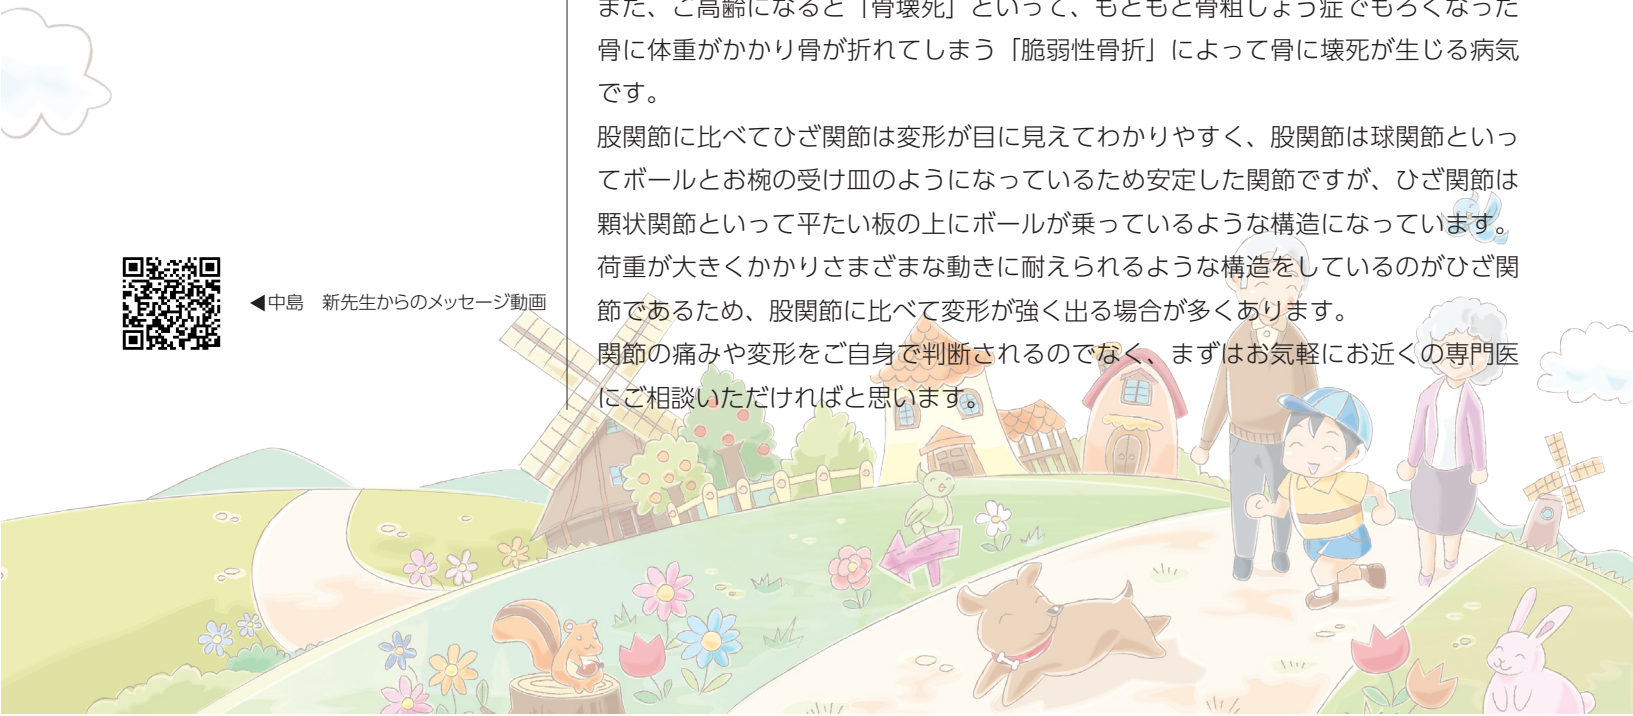 また、ご高齢になると「骨壊死」といって、もともと骨粗しょう症でもろくなった
骨に体重がかかり骨が折れてしまう「脆弱性骨折」によって骨に壊死が生じる病気
です。
股関節に比べてひざ関節は変形が目に見えてわかりやすく、股関節は球関節といっ
てボールとお椀の受け皿のようになっているため安定した関節ですが、ひざ関節は
顆状関節といって平たい板の上にボールが乗っているような構造になっています。
荷重が大きくかかりさまざまな動きに耐えられるような構造をしているのがひざ関
節であるため、股関節に比べて変形が強く出る場合が多くあります。
関節の痛みや変形をご自身で判断されるのでなく、まずはお気軽にお近くの専門医
にご相談いただければと思います。
◀中島　新先生からのメッセージ動画